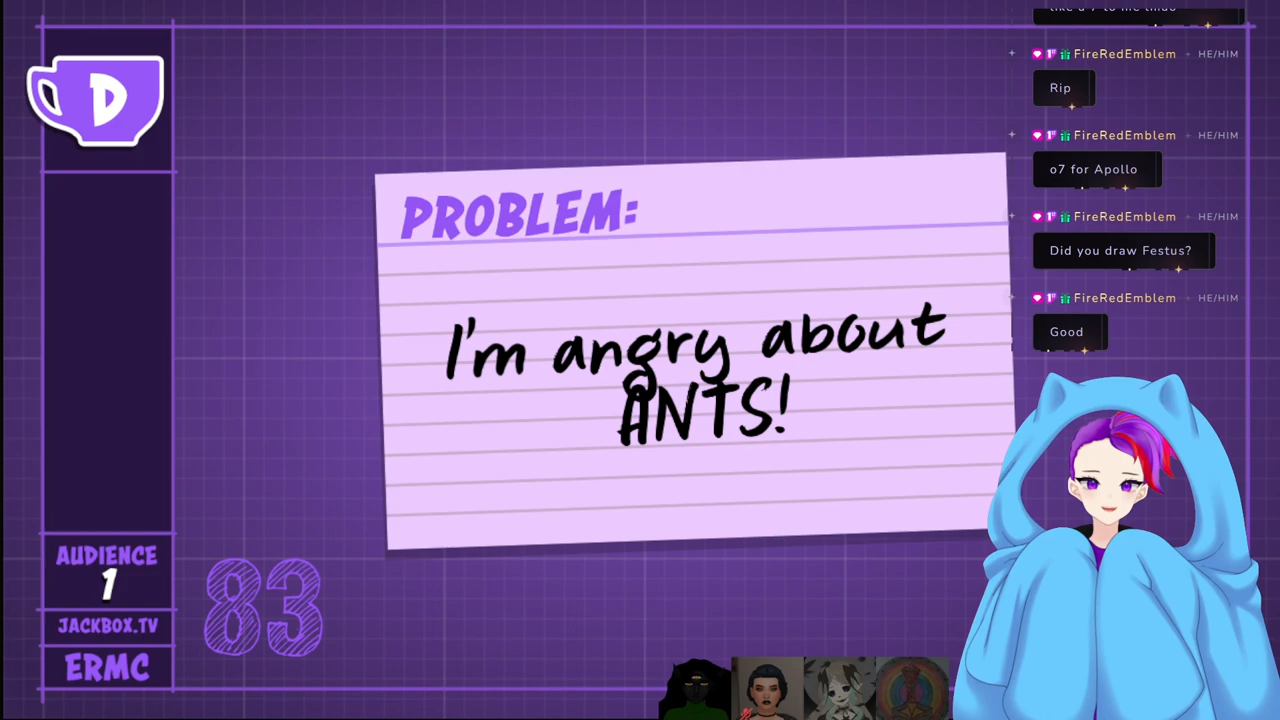 D
PROBLEM:
I'm angry about
ANTS!
AUDIENCE
1
JACKBOX.TV
ERMC
83
FireRedEmblem HE/HIM
Rip
FireRedEmblem HE/HIM
o7 for Apollo
FireRedEmblem HE/HIM
Did you draw Festus?
FireRedEmblem HE/HIM
Good